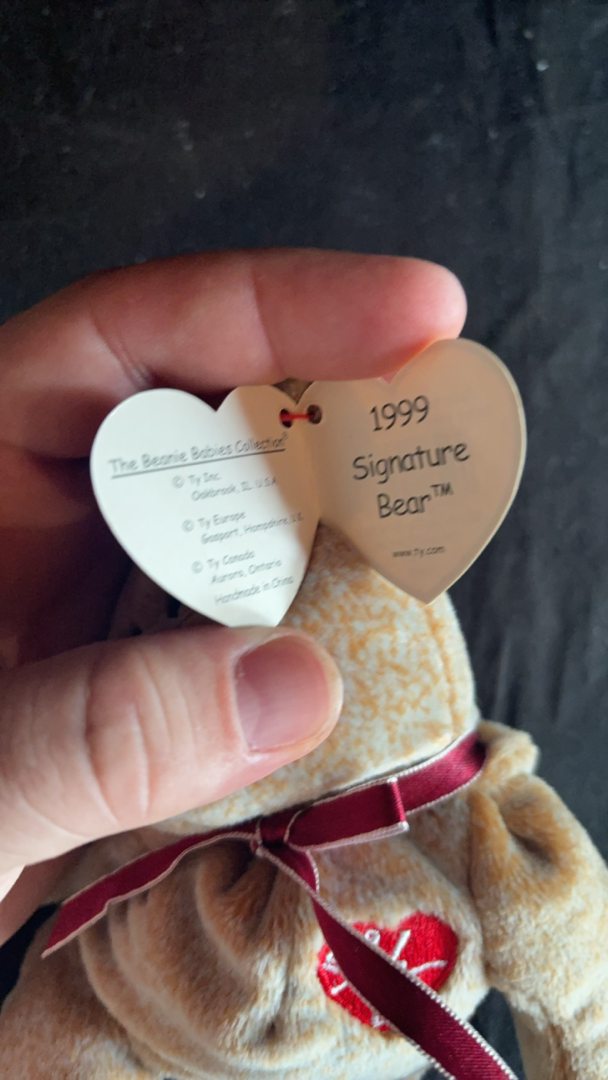 The Beanie Babies Collection®
© Ty Inc.
Oakbrook, IL U.S.A.
© Ty Europe
Gasport, Hampshire, U.K.
© Ty Canada
Aurora, Ontario
Handmade in China
1999
Signature
Bear™
www.ty.com